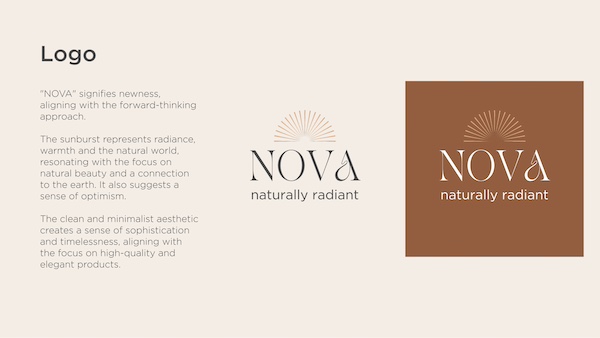 Logo
"NOVA" signifies newness,
aligning with the forward-thinking
approach.
The sunburst represents radiance,
warmth and the natural world,
resonating with the focus on
natural beauty and a connection
to the earth. It also suggests a
sense of optimism.
The clean and minimalist aesthetic
creates a sense of sophistication
and timelessness, aligning with
the focus on high-quality and
elegant products.
NOVA
naturally radiant
NOVA
naturally radiant